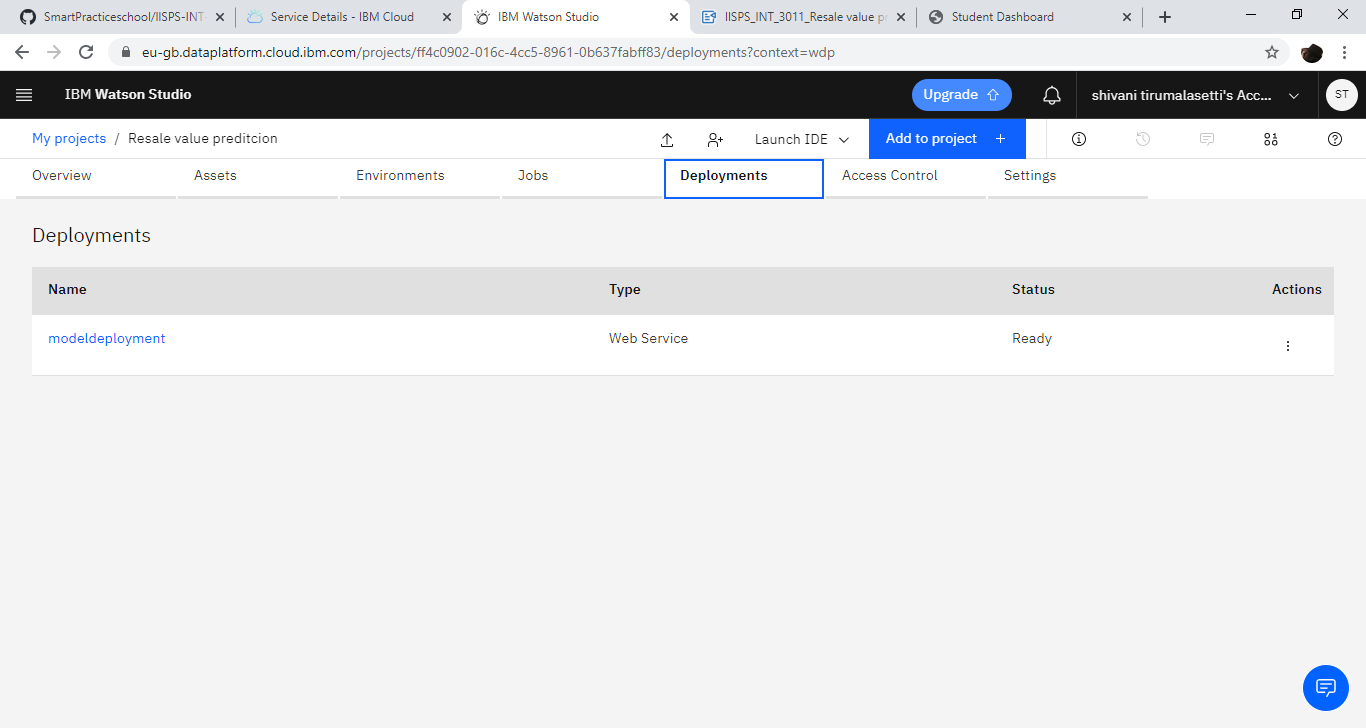 SmartPracticeschool/IISPS-INT
Service Details - IBM Cloud
IBM Watson Studio
IISPS_INT_3011_Resale value pr
Student Dashboard
eu-gb.dataplatform.cloud.ibm.com/projects/ff4c0902-016c-4cc5-8961-0b637fabff83/deployments?context=wdp
IBM Watson Studio
Upgrade
shivani tirumalasetti's Acc...
ST
My projects / Resale value preditcion
Launch IDE
Add to project +
Overview
Assets
Environments
Jobs
Deployments
Access Control
Settings
Deployments
Name Type Status Actions
modeldeployment Web Service Ready